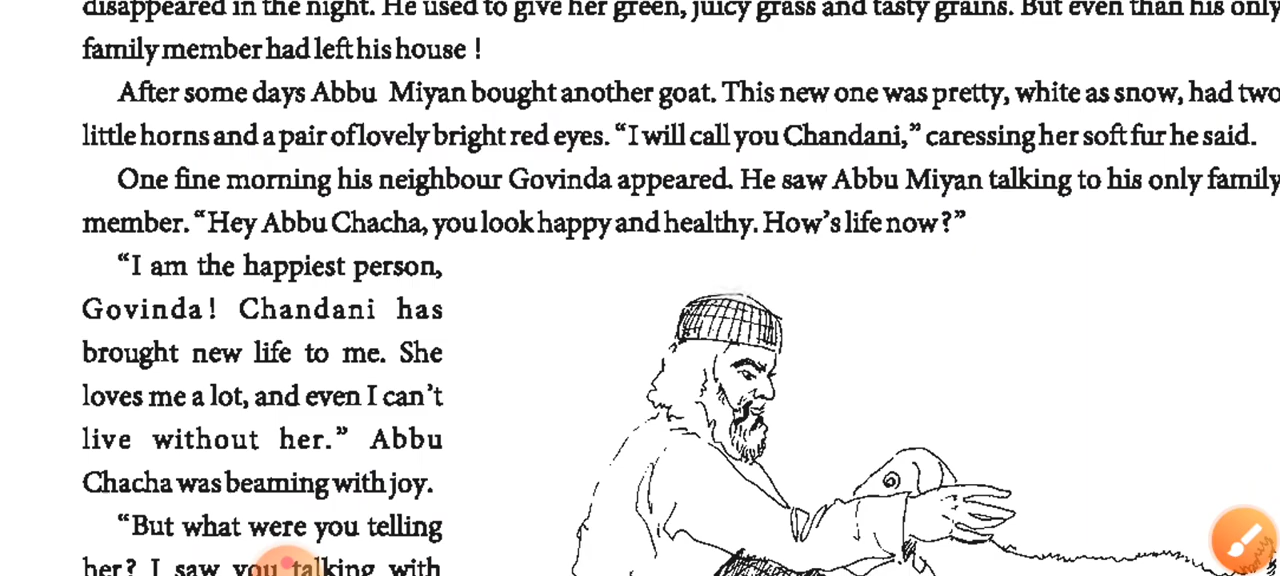 disappeared in the night. He used to give her green, juicy grass and tasty grains. But even than his only
family member had left his house !
After some days Abbu Miyan bought another goat. This new one was pretty, white as snow, had two
little horns and a pair of lovely bright red eyes. “I will call you Chandani,” caressing her soft fur he said.
One fine morning his neighbour Govinda appeared. He saw Abbu Miyan talking to his only family
member. “Hey Abbu Chacha, you look happy and healthy. How’s life now?”
“I am the happiest person,
Govinda! Chandani has
brought new life to me. She
loves me a lot, and even I can’t
live without her.” Abbu
Chacha was beaming with joy.
“But what were you telling
her? I saw you talking with